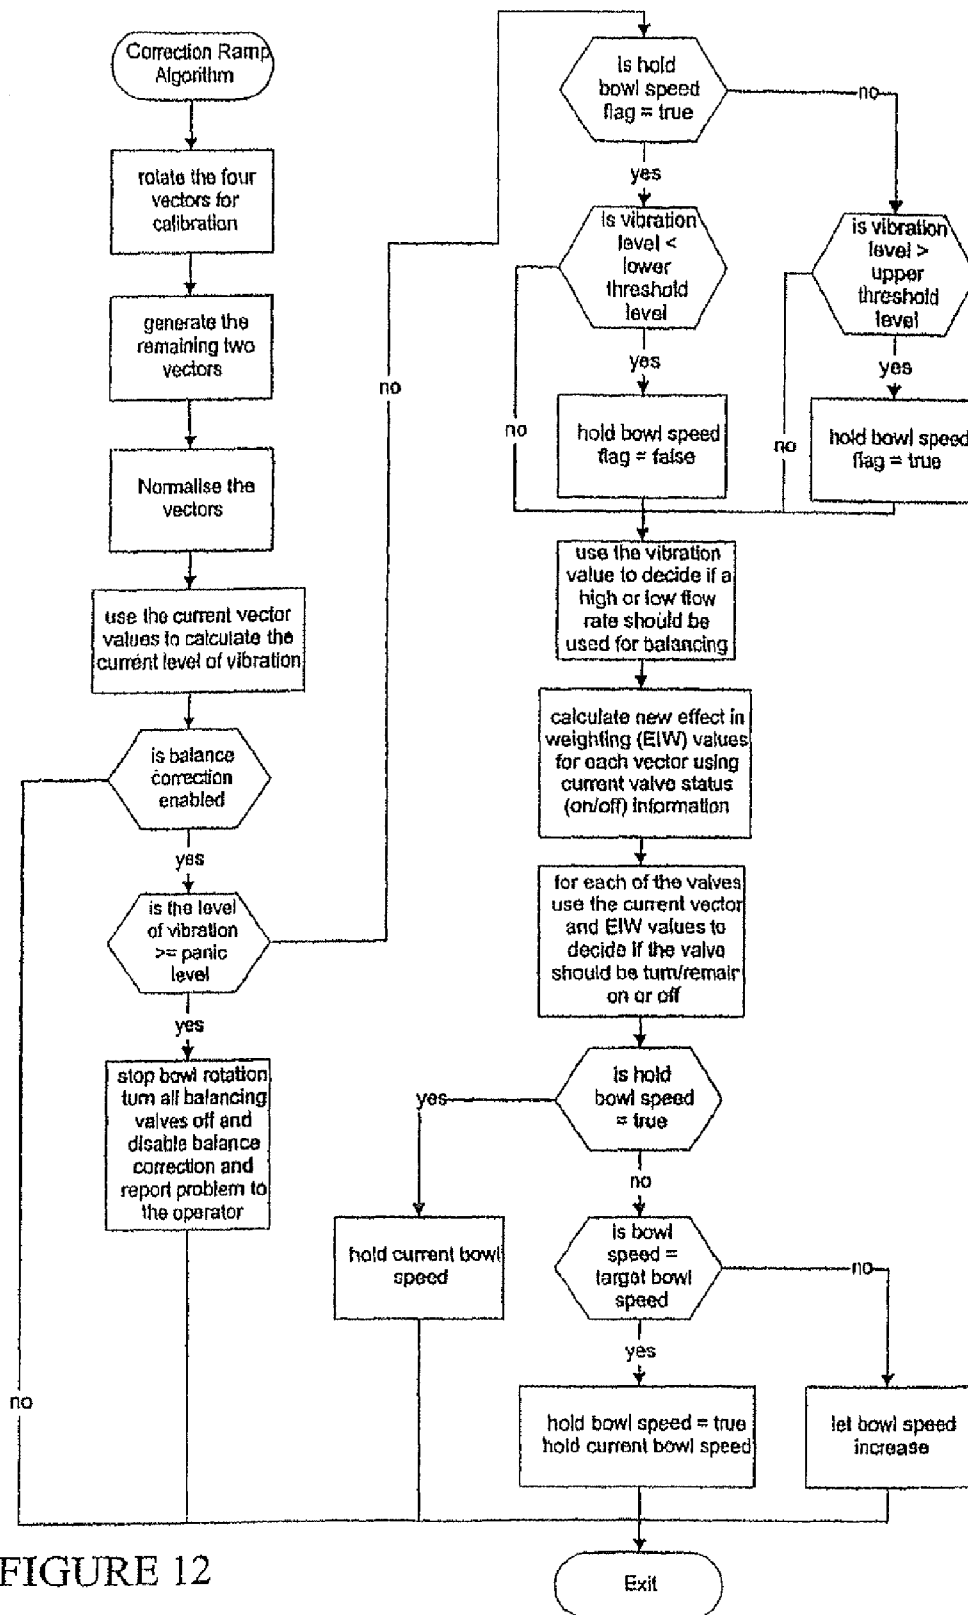 Correction Ramp
Algorithm
rotate the four
vectors for
calibration
generate the
remaining two
vectors
Normalise the
vectors
use the current vector
values to calculate the
current level of vibration
is balance
correction
enabled
yes
is the level
of vibration
>= panic
level
yes
stop bowl rotation
turn all balancing
valves off and
disable balance
correction and
report problem to
the operator
no
no
is hold
bowl speed
flag = true
no
yes
is vibration
level <
lower
threshold
level
is vibration
level >
upper
threshold
level
yes
yes
no
hold bowl speed
flag = false
no
hold bowl speed
flag = true
use the vibration
value to decide if a
high or low flow
rate should be
used for balancing
calculate new effect in
weighting (EIW) values
for each vector using
current valve status
(on/off) information
for each of the valves
use the current vector
and EIW values to
decide if the valve
should be turn/remain
on or off
is hold
bowl speed
= true
yes
no
hold current bowl
speed
is bowl
speed =
target bowl
speed
no
yes
hold bowl speed = true
hold current bowl speed
let bowl speed
increase
Exit
FIGURE 12